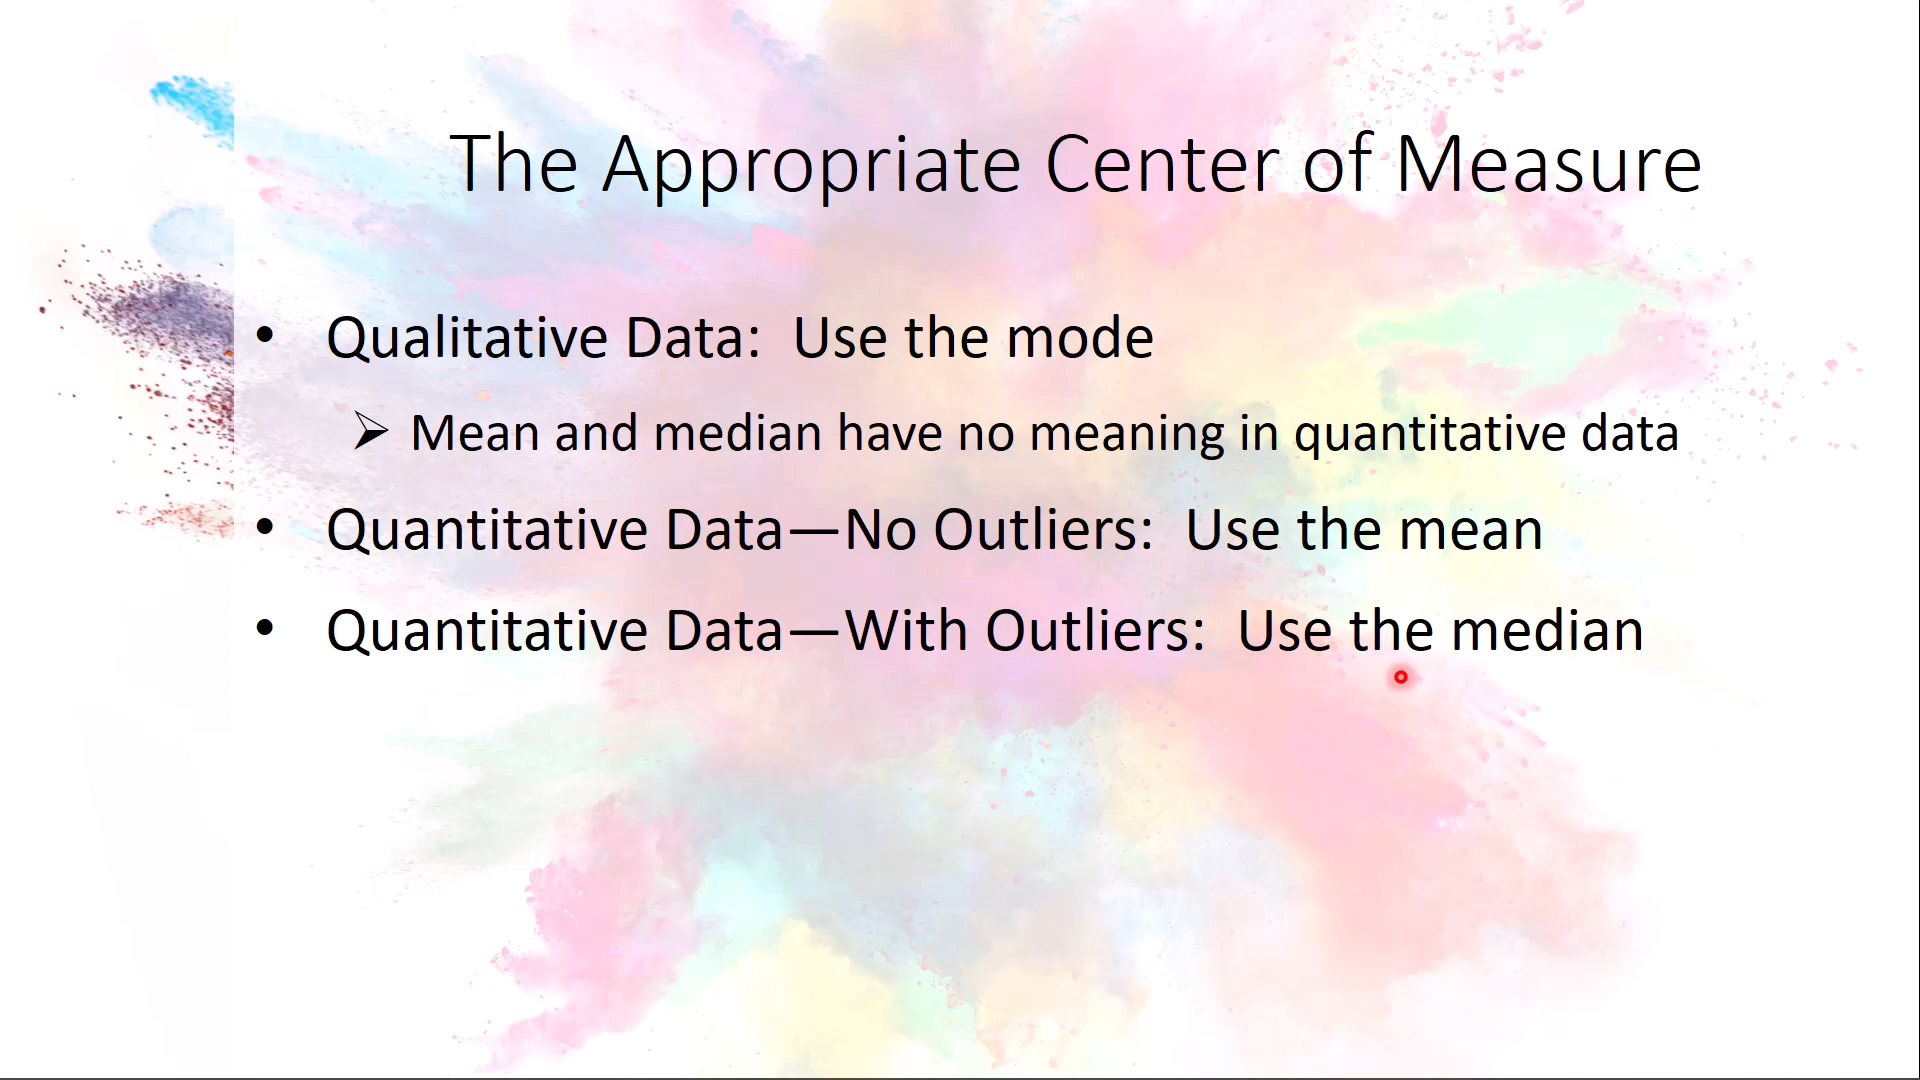 The Appropriate Center of Measure
• Qualitative Data: Use the mode
➢ Mean and median have no meaning in quantitative data
• Quantitative Data—No Outliers: Use the mean
• Quantitative Data—With Outliers: Use the median